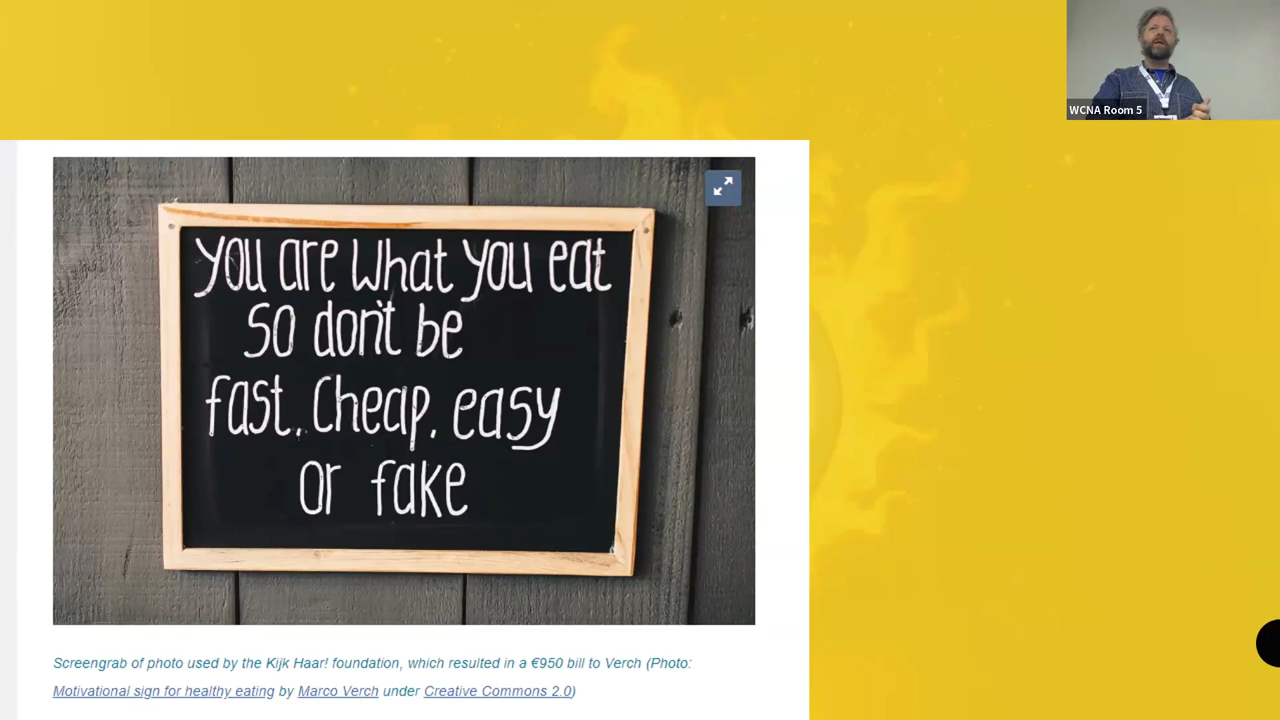 WCNA Room 5
you are What you eat
so don't be
fast, Cheap, easy
or fake
Screengrab of photo used by the Kijk Haar! foundation, which resulted in a €950 bill to Verch (Photo:
Motivational sign for healthy eating by Marco Verch under Creative Commons 2.0)